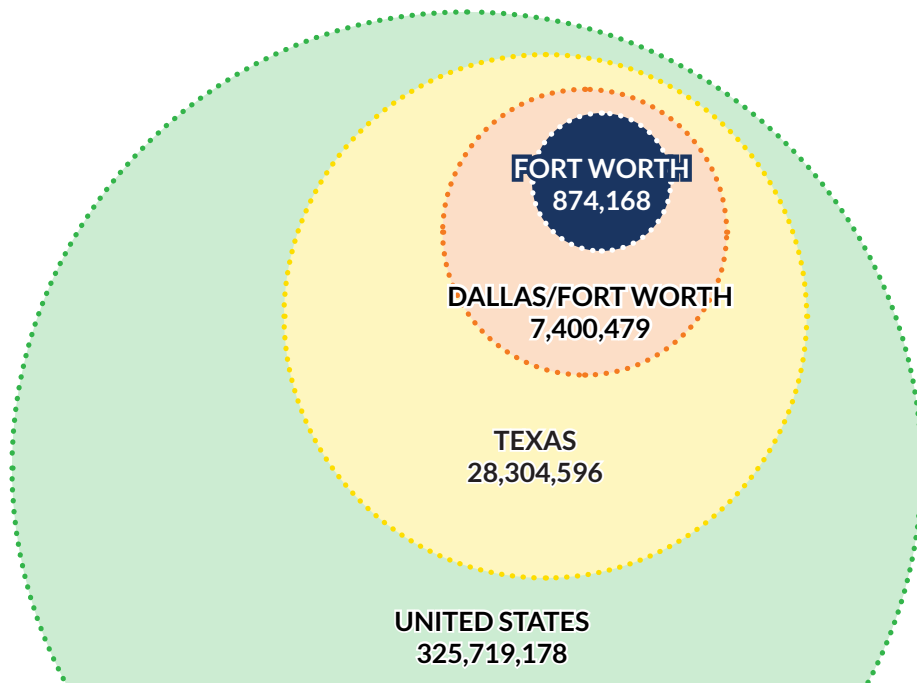 FORT WORTH
874,168
DALLAS/FORT WORTH
7,400,479
TEXAS
28,304,596
UNITED STATES
325,719,178